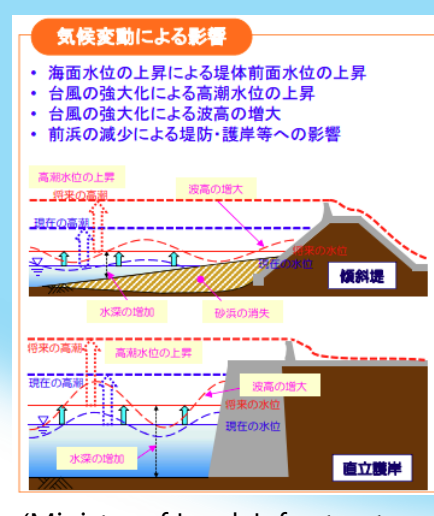 気候変動による影響
• 海面水位の上昇による堤体前面水位の上昇
• 台風の強大化による高潮水位の上昇
• 台風の強大化による波高の増大
• 前浜の減少による堤防・護岸等への影響
高潮水位の上昇
将来の高潮
波高の増大
現在の高潮
将来の水位
現在の水位
傾斜堤
水深の増加
砂浜の消失
将来の高潮
高潮水位の上昇
現在の高潮
波高の増大
将来の水位
現在の水位
水深の増加
直立護岸